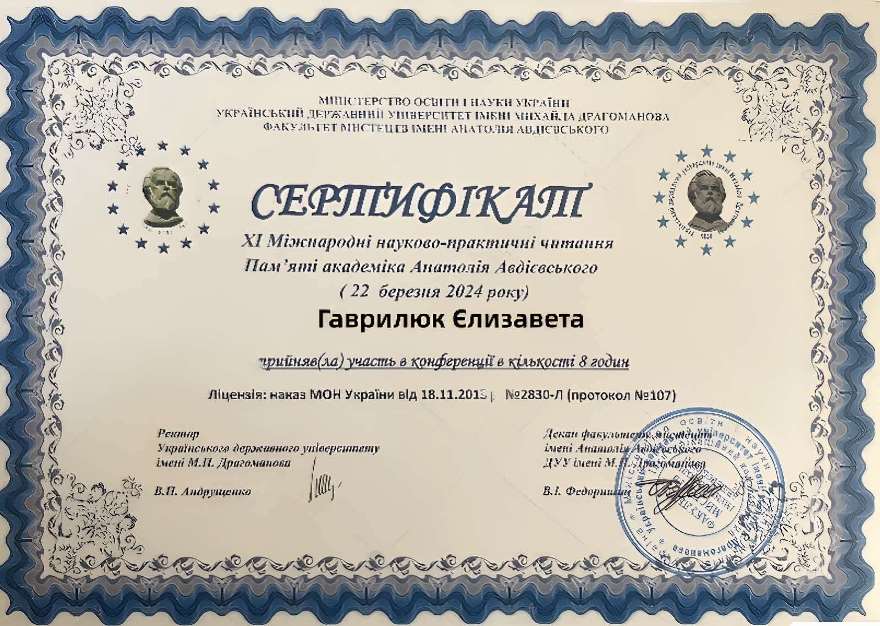 МІНІСТЕРСТВО ОСВІТИ І НАУКИ УКРАЇНИ
УКРАЇНСЬКИЙ ДЕРЖАВНИЙ УНІВЕРСИТЕТ ІМЕНІ МИХАЙЛА ДРАГОМАНОВА
ФАКУЛЬТЕТ МИСТЕЦТВ ІМЕНІ АНАТОЛІЯ АВДІЄВСЬКОГО
СЕРТИФІКАТ
XI Міжнародні науково-практичні читання
Пам'яті академіка Анатолія Авдієвського
( 22 березня 2024 року)
Гаврилюк Єлизавета
прийняв(ла) участь в конференції в кількості 8 годин
Ліцензія: наказ МОН України від №2830-Л (протокол №107)
Ректор
Українського державного університету
імені М.П. Драгоманова
В.П. Андрущенко
Декан факультету мистецтв
імені Анатолія Авдієвського
ДУУ імені М.П. Драгоманова
В.І. Федоришин